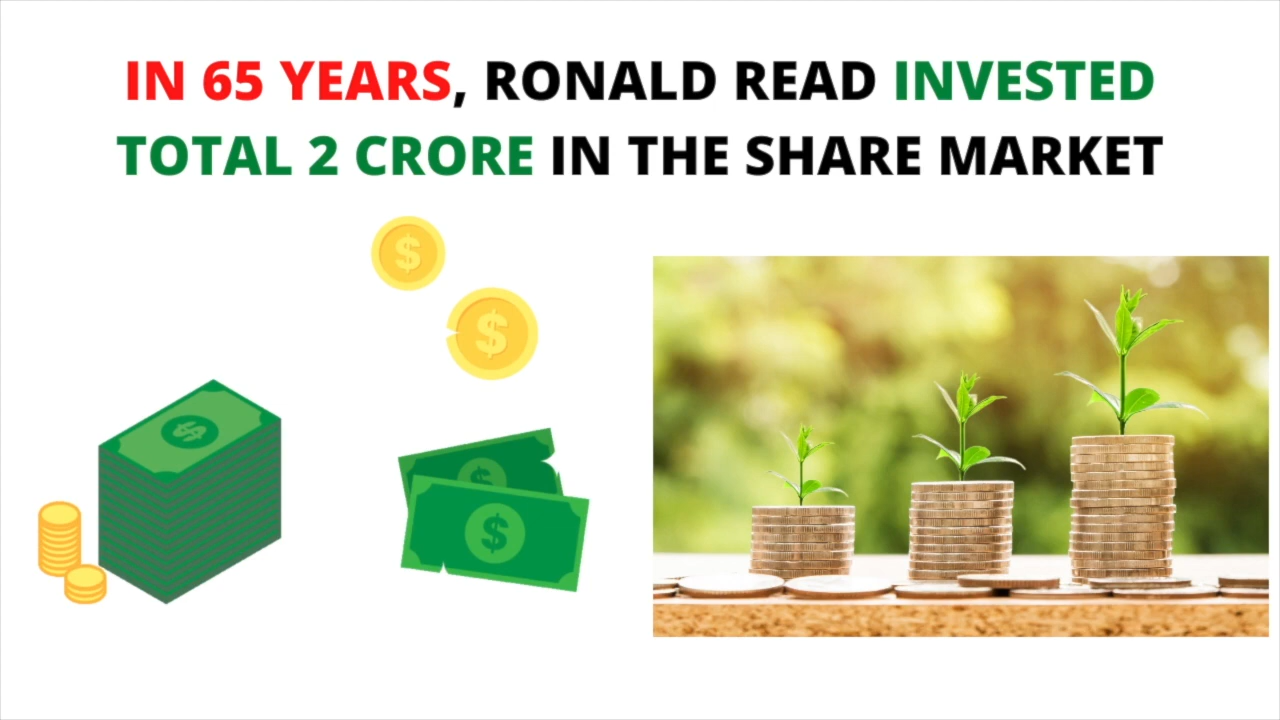 IN 65 YEARS, RONALD READ INVESTED
TOTAL 2 CRORE IN THE SHARE MARKET
$
$
$
$
$